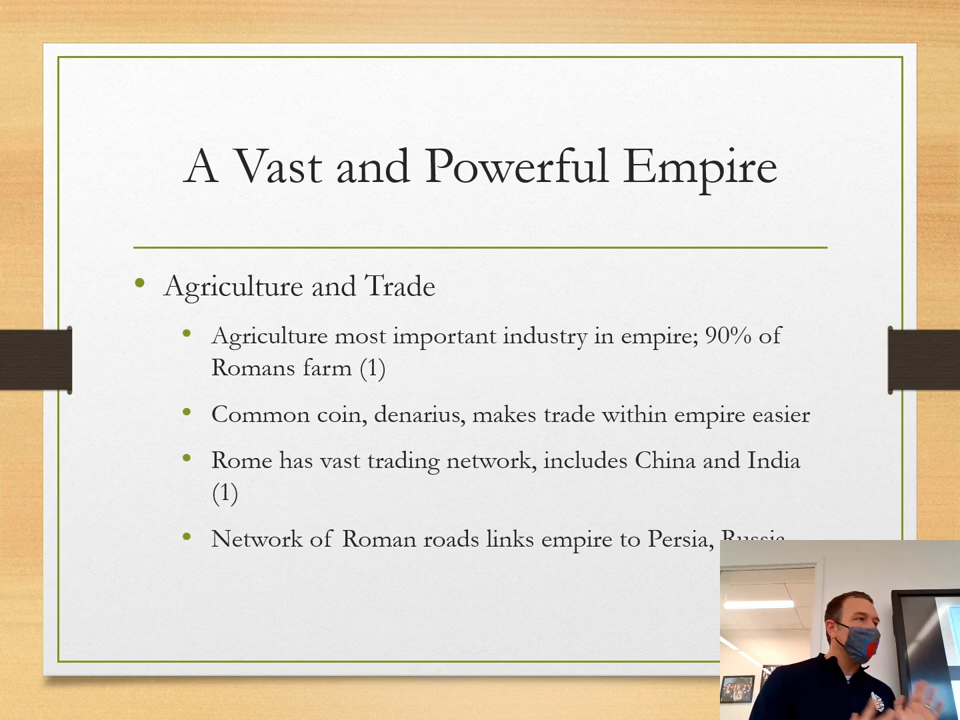 A Vast and Powerful Empire
• Agriculture and Trade
• Agriculture most important industry in empire; 90% of
Romans farm (1)
• Common coin, denarius, makes trade within empire easier
• Rome has vast trading network, includes China and India
(1)
• Network of Roman roads links empire to Persia, Russia